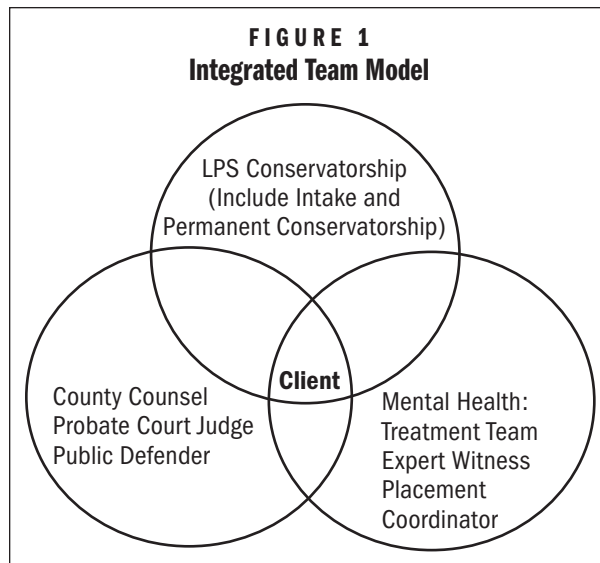 FIGURE 1
Integrated Team Model
LPS Conservatorship
(Include Intake and
Permanent Conservatorship)
Client
County Counsel
Probate Court Judge
Public Defender
Mental Health:
Treatment Team
Expert Witness
Placement
Coordinator